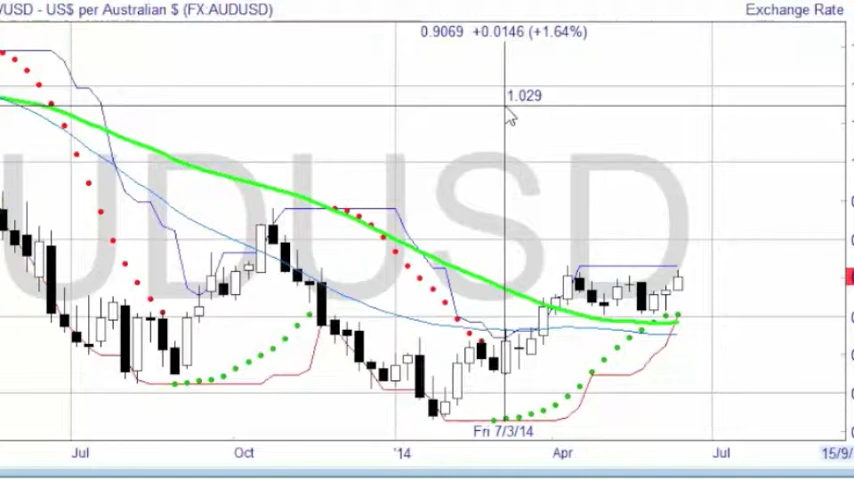 /USD - US$ per Australian $ (FX:AUDUSD)
Exchange Rate
0.9069 +0.0146 (+1.64%)
1.029
UDUSD
Fri 7/3/14
Jul
Oct
'14
Apr
Jul
15/9/